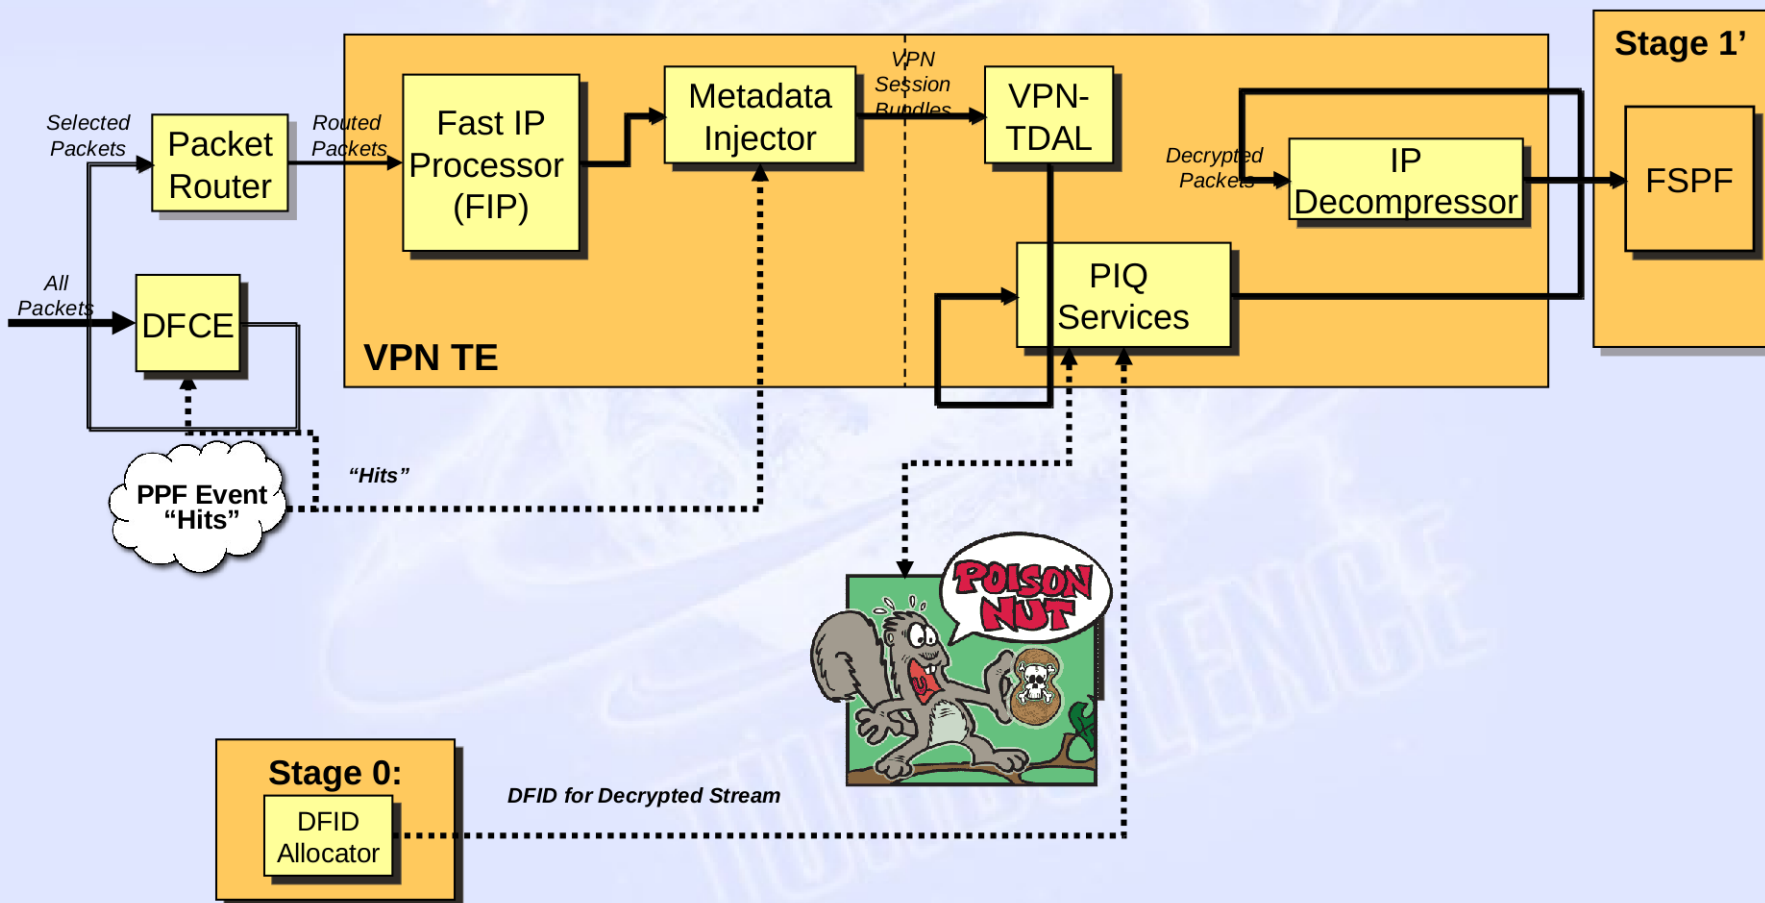 Stage 1’
VPN
Session
Bundles
Selected
Packets
Packet
Router
Routed
Packets
Fast IP
Processor
(FIP)
Metadata
Injector
VPN-
TDAL
Decrypted
Packets
IP
Decompressor
FSPF
All
Packets
DFCE
PIQ
Services
VPN TE
PPF Event
“Hits”
“Hits”
POISON
NUT
Stage 0:
DFID
Allocator
DFID for Decrypted Stream
TURBULENCE